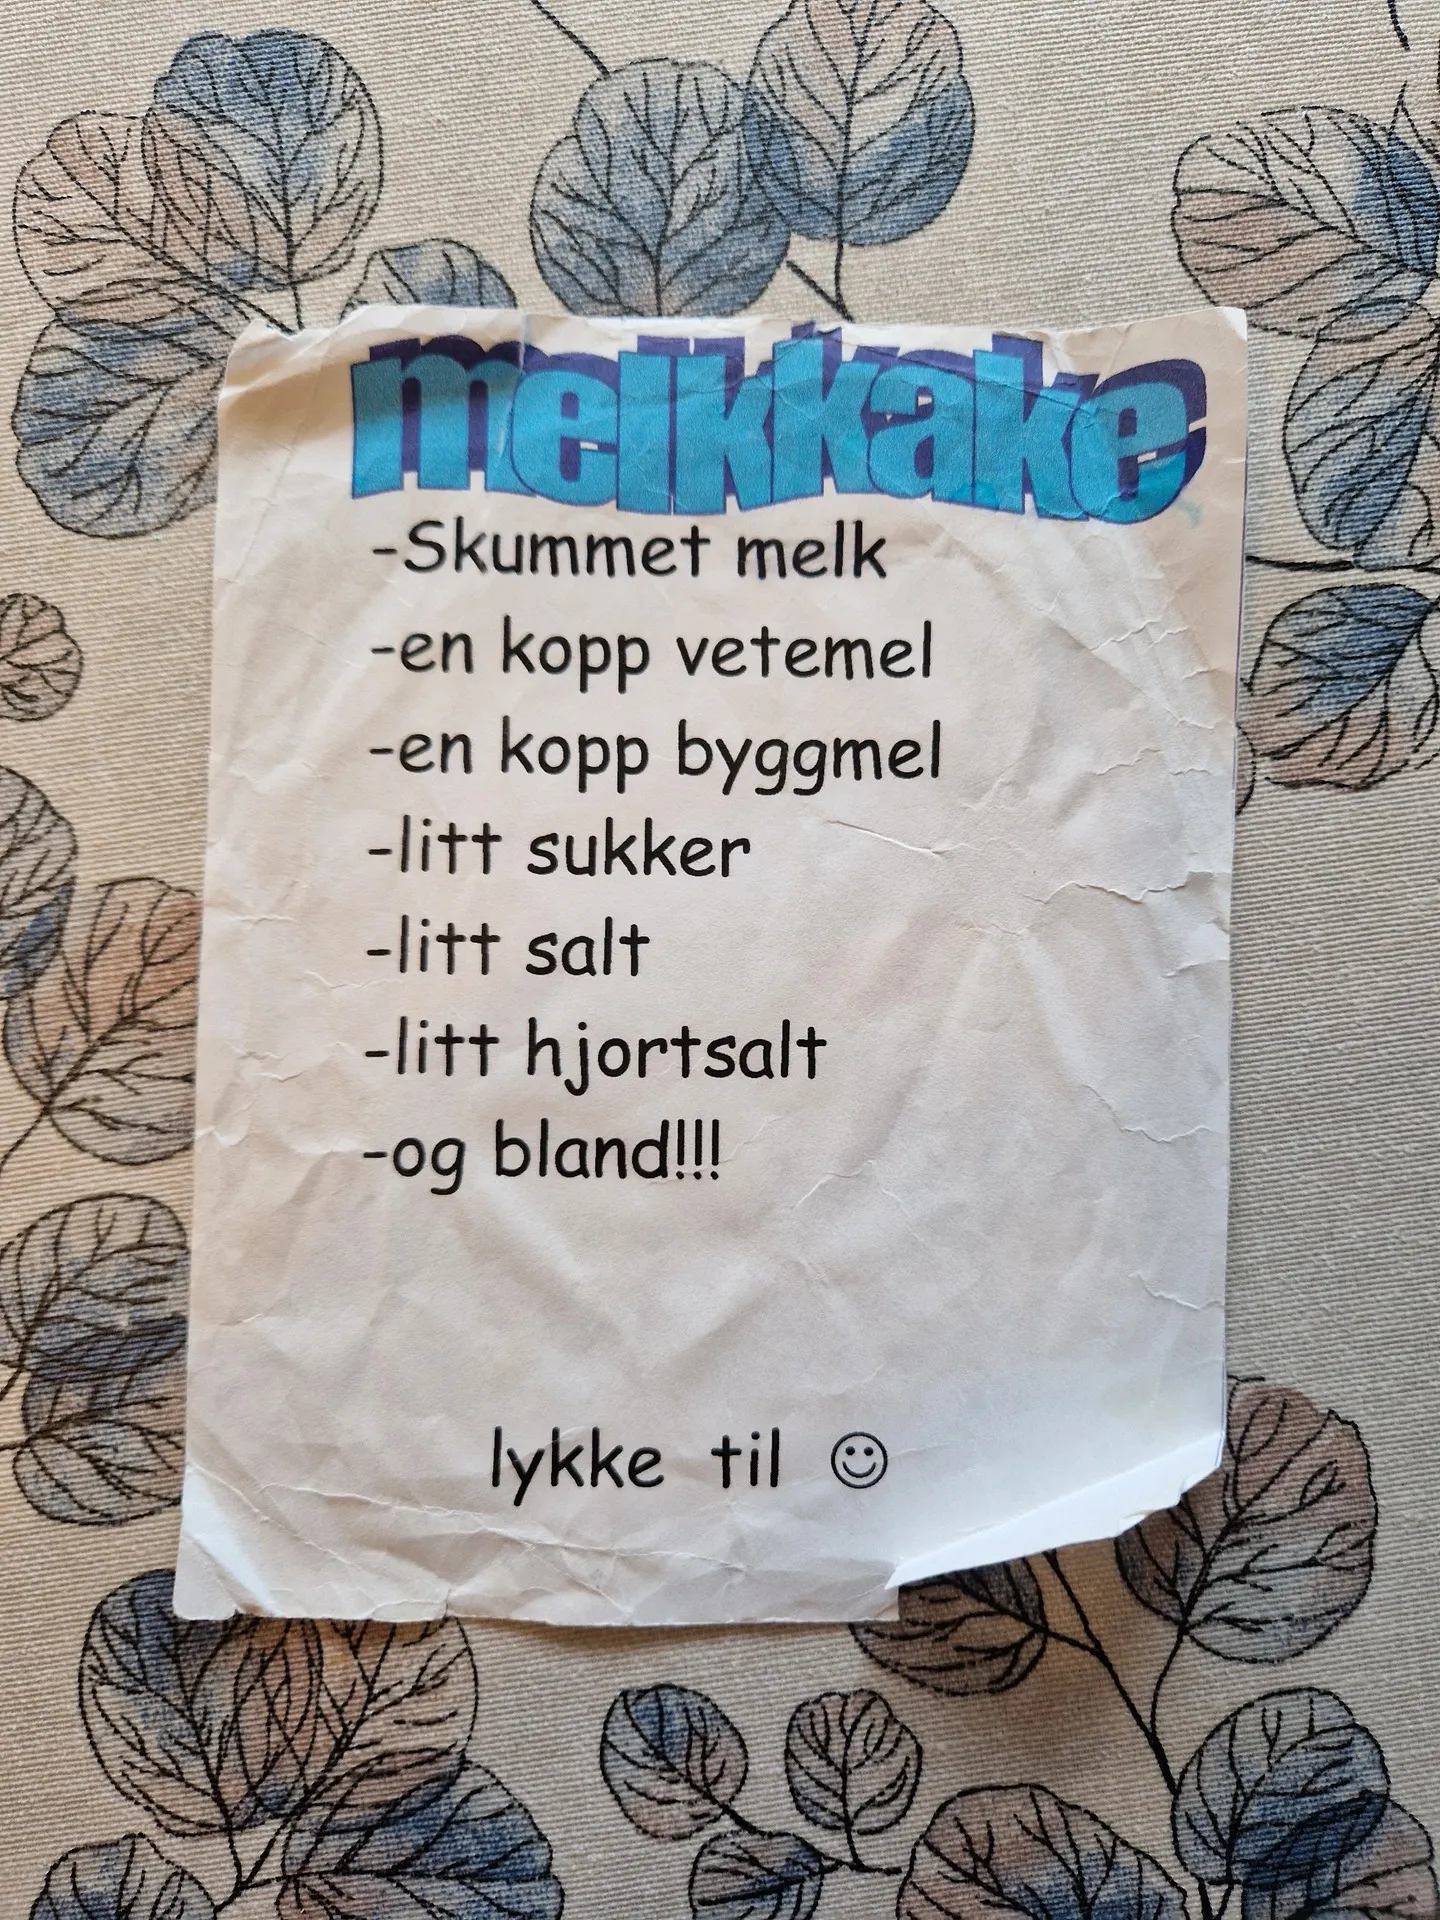 melkkake
-Skummet melk
-en kopp vetemel
-en kopp byggmel
-litt sukker
-litt salt
-litt hjortsalt
-og bland!!!
lykke til ☺